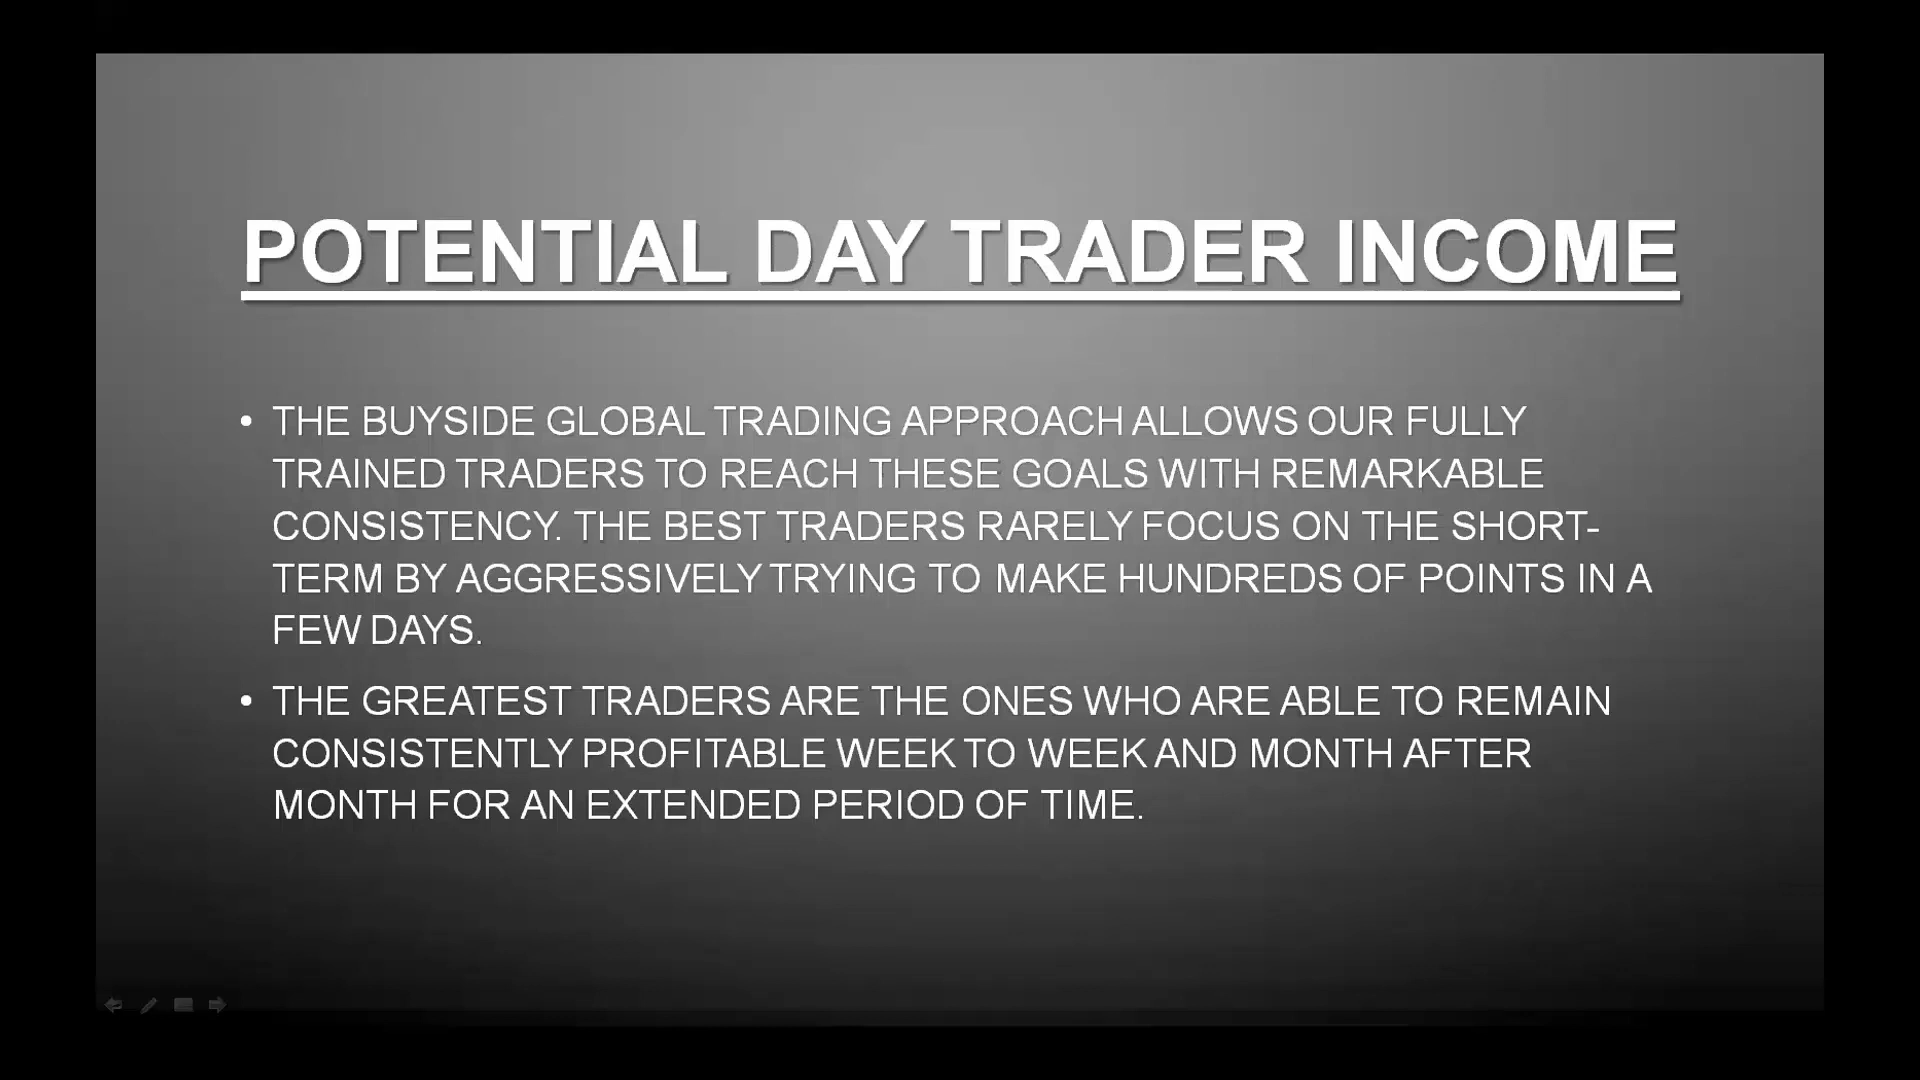 POTENTIAL DAY TRADER INCOME
• THE BUYSIDE GLOBAL TRADING APPROACH ALLOWS OUR FULLY
TRAINED TRADERS TO REACH THESE GOALS WITH REMARKABLE
CONSISTENCY. THE BEST TRADERS RARELY FOCUS ON THE SHORT-
TERM BY AGGRESSIVELY TRYING TO MAKE HUNDREDS OF POINTS IN A
FEW DAYS.
• THE GREATEST TRADERS ARE THE ONES WHO ARE ABLE TO REMAIN
CONSISTENTLY PROFITABLE WEEK TO WEEK AND MONTH AFTER
MONTH FOR AN EXTENDED PERIOD OF TIME.